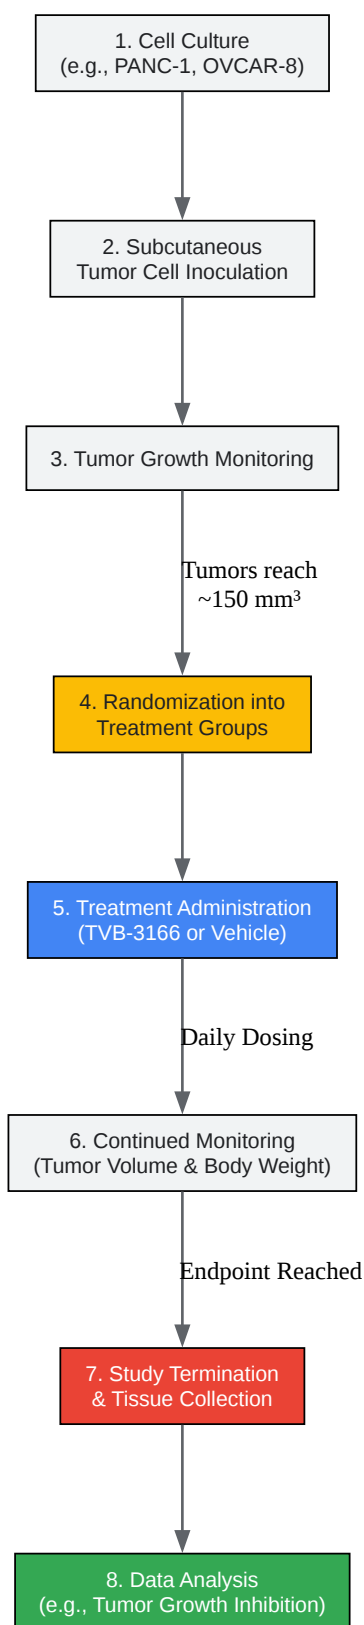 1. Cell Culture
(e.g., PANC-1, OVCAR-8)
2. Subcutaneous
Tumor Cell Inoculation
3. Tumor Growth Monitoring
Tumors reach
~150 mm³
4. Randomization into
Treatment Groups
5. Treatment Administration
(TVB-3166 or Vehicle)
Daily Dosing
6. Continued Monitoring
(Tumor Volume & Body Weight)
Endpoint Reached
7. Study Termination
& Tissue Collection
8. Data Analysis
(e.g., Tumor Growth Inhibition)